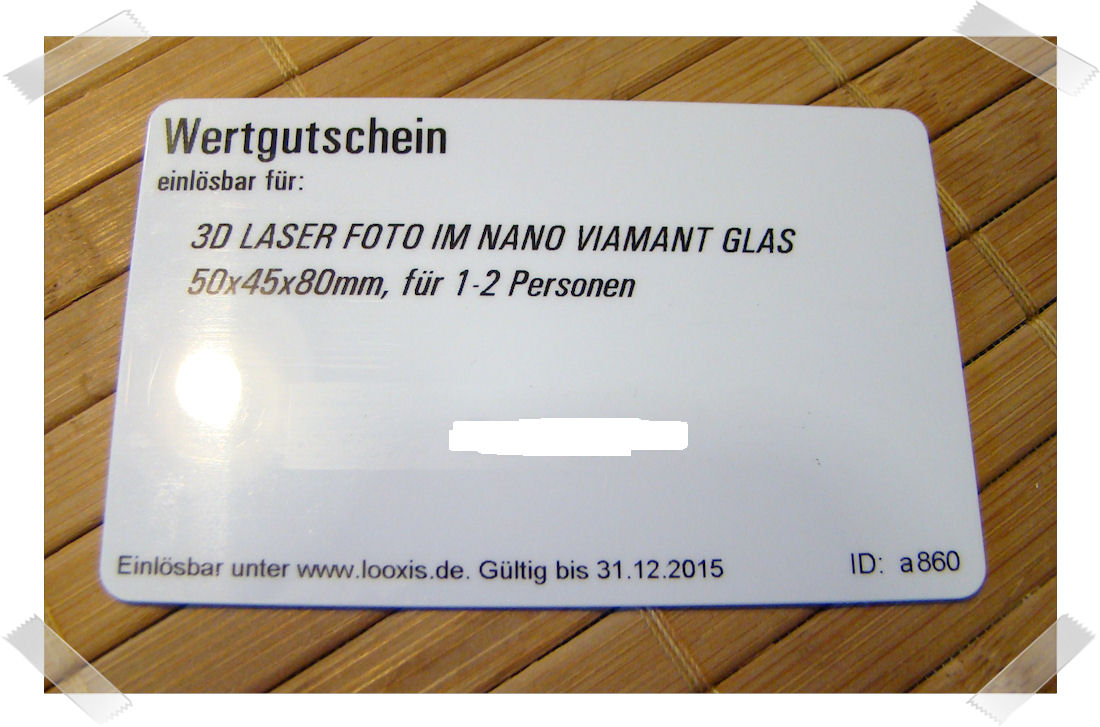 Wertgutschein
einlösbar für:
3D LASER FOTO IM NANO VIAMANT GLAS
50x45x80mm, für 1-2 Personen
Einlösbar unter www.looxis.de. Gültig bis 31.12.2015
ID: a860